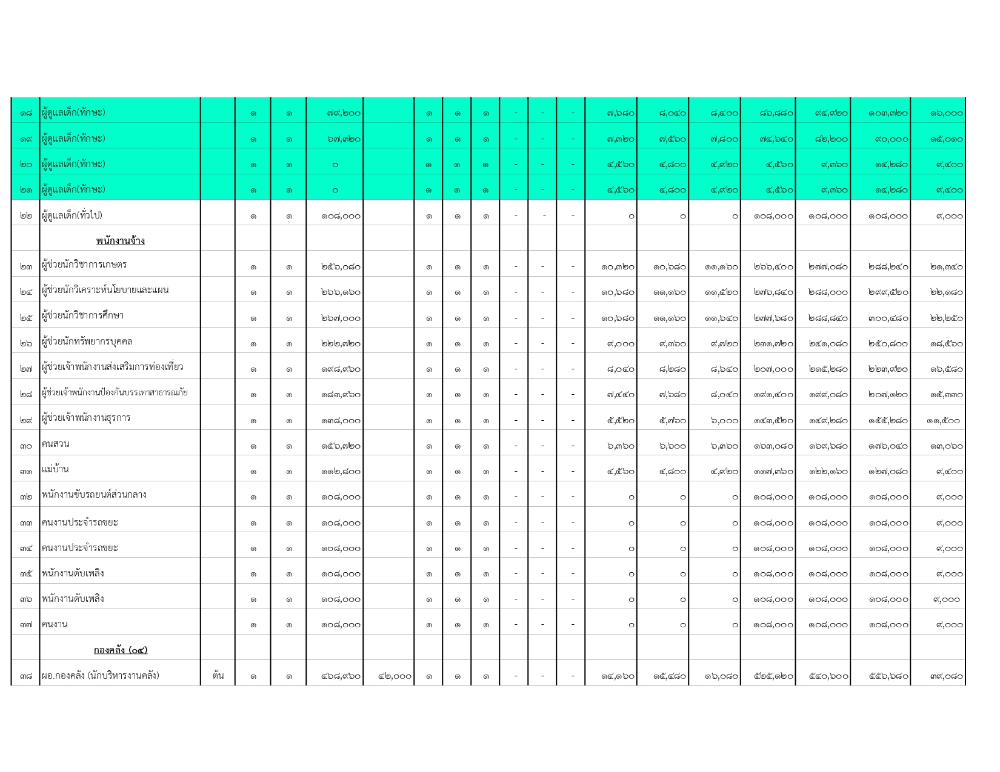 ๑๘ ผู้ดูแลเด็ก(ทักษะ) ๑ ๑ ๗๙,๒๐๐ ๑ ๑ ๑ - - - ๗,๖๘๐ ๘,๐๔๐ ๘,๔๐๐ ๘๖,๘๘๐ ๙๔,๙๒๐ ๑๐๓,๓๒๐ ๑๖,๐๐๐
๑๙ ผู้ดูแลเด็ก(ทักษะ) ๑ ๑ ๖๗,๓๒๐ ๑ ๑ ๑ - - - ๗,๓๒๐ ๗,๕๖๐ ๗,๘๐๐ ๗๔,๖๔๐ ๘๒,๒๐๐ ๙๐,๐๐๐ ๑๕,๐๑๐
๒๐ ผู้ดูแลเด็ก(ทักษะ) ๑ ๑ ๐ ๑ ๑ ๑ - - - ๔,๕๖๐ ๔,๘๐๐ ๔,๙๒๐ ๔,๕๖๐ ๙,๓๖๐ ๑๔,๒๘๐ ๙,๔๐๐
๒๑ ผู้ดูแลเด็ก(ทักษะ) ๑ ๑ ๐ ๑ ๑ ๑ - - - ๔,๕๖๐ ๔,๘๐๐ ๔,๙๒๐ ๔,๕๖๐ ๙,๓๖๐ ๑๔,๒๘๐ ๙,๔๐๐
๒๒ ผู้ดูแลเด็ก(ทั่วไป) ๑ ๑ ๑๐๘,๐๐๐ ๑ ๑ ๑ - - - ๐ ๐ ๐ ๑๐๘,๐๐๐ ๑๐๘,๐๐๐ ๑๐๘,๐๐๐ ๙,๐๐๐
พนักงานจ้าง
๒๓ ผู้ช่วยนักวิชาการเกษตร ๑ ๑ ๒๕๖,๐๘๐ ๑ ๑ ๑ - - - ๑๐,๓๒๐ ๑๐,๖๘๐ ๑๑,๑๖๐ ๒๖๖,๔๐๐ ๒๗๗,๐๘๐ ๒๘๘,๒๔๐ ๒๑,๓๔๐
๒๔ ผู้ช่วยนักวิเคราะห์นโยบายและแผน ๑ ๑ ๒๖๖,๑๖๐ ๑ ๑ ๑ - - - ๑๐,๖๘๐ ๑๑,๑๖๐ ๑๑,๕๒๐ ๒๗๖,๘๔๐ ๒๘๘,๐๐๐ ๒๙๙,๕๒๐ ๒๒,๑๘๐
๒๕ ผู้ช่วยนักวิชาการศึกษา ๑ ๑ ๒๖๗,๐๐๐ ๑ ๑ ๑ - - - ๑๐,๖๘๐ ๑๑,๑๖๐ ๑๑,๖๔๐ ๒๗๗,๖๘๐ ๒๘๘,๘๔๐ ๓๐๐,๔๘๐ ๒๒,๒๕๐
๒๖ ผู้ช่วยนักทรัพยากรบุคคล ๑ ๑ ๒๒๒,๗๒๐ ๑ ๑ ๑ - - - ๙,๐๐๐ ๙,๓๖๐ ๙,๗๒๐ ๒๓๑,๗๒๐ ๒๔๑,๐๘๐ ๒๕๐,๘๐๐ ๑๘,๕๖๐
๒๗ ผู้ช่วยเจ้าพนักงานส่งเสริมการท่องเที่ยว ๑ ๑ ๑๙๘,๙๖๐ ๑ ๑ ๑ - - - ๘,๐๔๐ ๘,๒๘๐ ๘,๖๔๐ ๒๐๗,๐๐๐ ๒๑๕,๒๘๐ ๒๒๓,๙๒๐ ๑๖,๕๘๐
๒๘ ผู้ช่วยเจ้าพนักงานป้องกันบรรเทาสาธารณภัย ๑ ๑ ๑๘๓,๙๖๐ ๑ ๑ ๑ - - - ๗,๔๔๐ ๗,๖๘๐ ๘,๐๔๐ ๑๙๑,๔๐๐ ๑๙๙,๐๘๐ ๒๐๗,๑๒๐ ๑๕,๓๓๐
๒๙ ผู้ช่วยเจ้าพนักงานธุรการ ๑ ๑ ๑๓๘,๐๐๐ ๑ ๑ ๑ - - - ๕,๕๒๐ ๕,๗๖๐ ๖,๐๐๐ ๑๔๓,๕๒๐ ๑๔๙,๒๘๐ ๑๕๕,๒๘๐ ๑๑,๕๐๐
๓๐ คนสวน ๑ ๑ ๑๕๖,๗๒๐ ๑ ๑ ๑ - - - ๖,๓๖๐ ๖,๖๐๐ ๖,๓๖๐ ๑๖๓,๐๘๐ ๑๖๙,๖๘๐ ๑๗๖,๐๔๐ ๑๓,๐๖๐
๓๑ แม่บ้าน ๑ ๑ ๑๑๒,๘๐๐ ๑ ๑ ๑ - - - ๔,๕๖๐ ๔,๘๐๐ ๔,๙๒๐ ๑๑๗,๓๖๐ ๑๒๒,๑๖๐ ๑๒๗,๐๘๐ ๙,๔๐๐
๓๒ พนักงานขับรถยนต์ส่วนกลาง ๑ ๑ ๑๐๘,๐๐๐ ๑ ๑ ๑ - - - ๐ ๐ ๐ ๑๐๘,๐๐๐ ๑๐๘,๐๐๐ ๑๐๘,๐๐๐ ๙,๐๐๐
๓๓ คนงานประจำรถขยะ ๑ ๑ ๑๐๘,๐๐๐ ๑ ๑ ๑ - - - ๐ ๐ ๐ ๑๐๘,๐๐๐ ๑๐๘,๐๐๐ ๑๐๘,๐๐๐ ๙,๐๐๐
๓๔ คนงานประจำรถขยะ ๑ ๑ ๑๐๘,๐๐๐ ๑ ๑ ๑ - - - ๐ ๐ ๐ ๑๐๘,๐๐๐ ๑๐๘,๐๐๐ ๑๐๘,๐๐๐ ๙,๐๐๐
๓๕ พนักงานดับเพลิง ๑ ๑ ๑๐๘,๐๐๐ ๑ ๑ ๑ - - - ๐ ๐ ๐ ๑๐๘,๐๐๐ ๑๐๘,๐๐๐ ๑๐๘,๐๐๐ ๙,๐๐๐
๓๖ พนักงานดับเพลิง ๑ ๑ ๑๐๘,๐๐๐ ๑ ๑ ๑ - - - ๐ ๐ ๐ ๑๐๘,๐๐๐ ๑๐๘,๐๐๐ ๑๐๘,๐๐๐ ๙,๐๐๐
๓๗ คนงาน ๑ ๑ ๑๐๘,๐๐๐ ๑ ๑ ๑ - - - ๐ ๐ ๐ ๑๐๘,๐๐๐ ๑๐๘,๐๐๐ ๑๐๘,๐๐๐ ๙,๐๐๐
กองคลัง (๐๔)
๓๘ ผอ.กองคลัง (นักบริหารงานคลัง) ต้น ๑ ๑ ๔๖๘,๙๖๐ ๔๒,๐๐๐ ๑ ๑ ๑ - - - ๑๔,๑๖๐ ๑๕,๔๘๐ ๑๖,๐๘๐ ๕๒๕,๑๒๐ ๕๔๐,๖๐๐ ๕๕๖,๖๘๐ ๓๙,๐๘๐